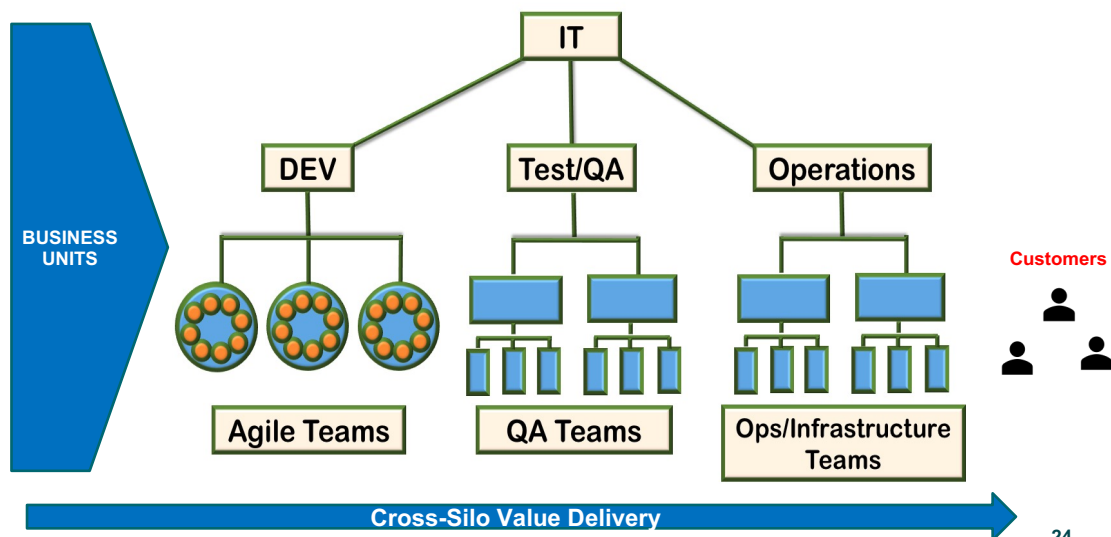 IT
DEV
Test/QA
Operations
BUSINESS
UNITS
Customers
Agile Teams
QA Teams
Ops/Infrastructure
Teams
Cross-Silo Value Delivery
24